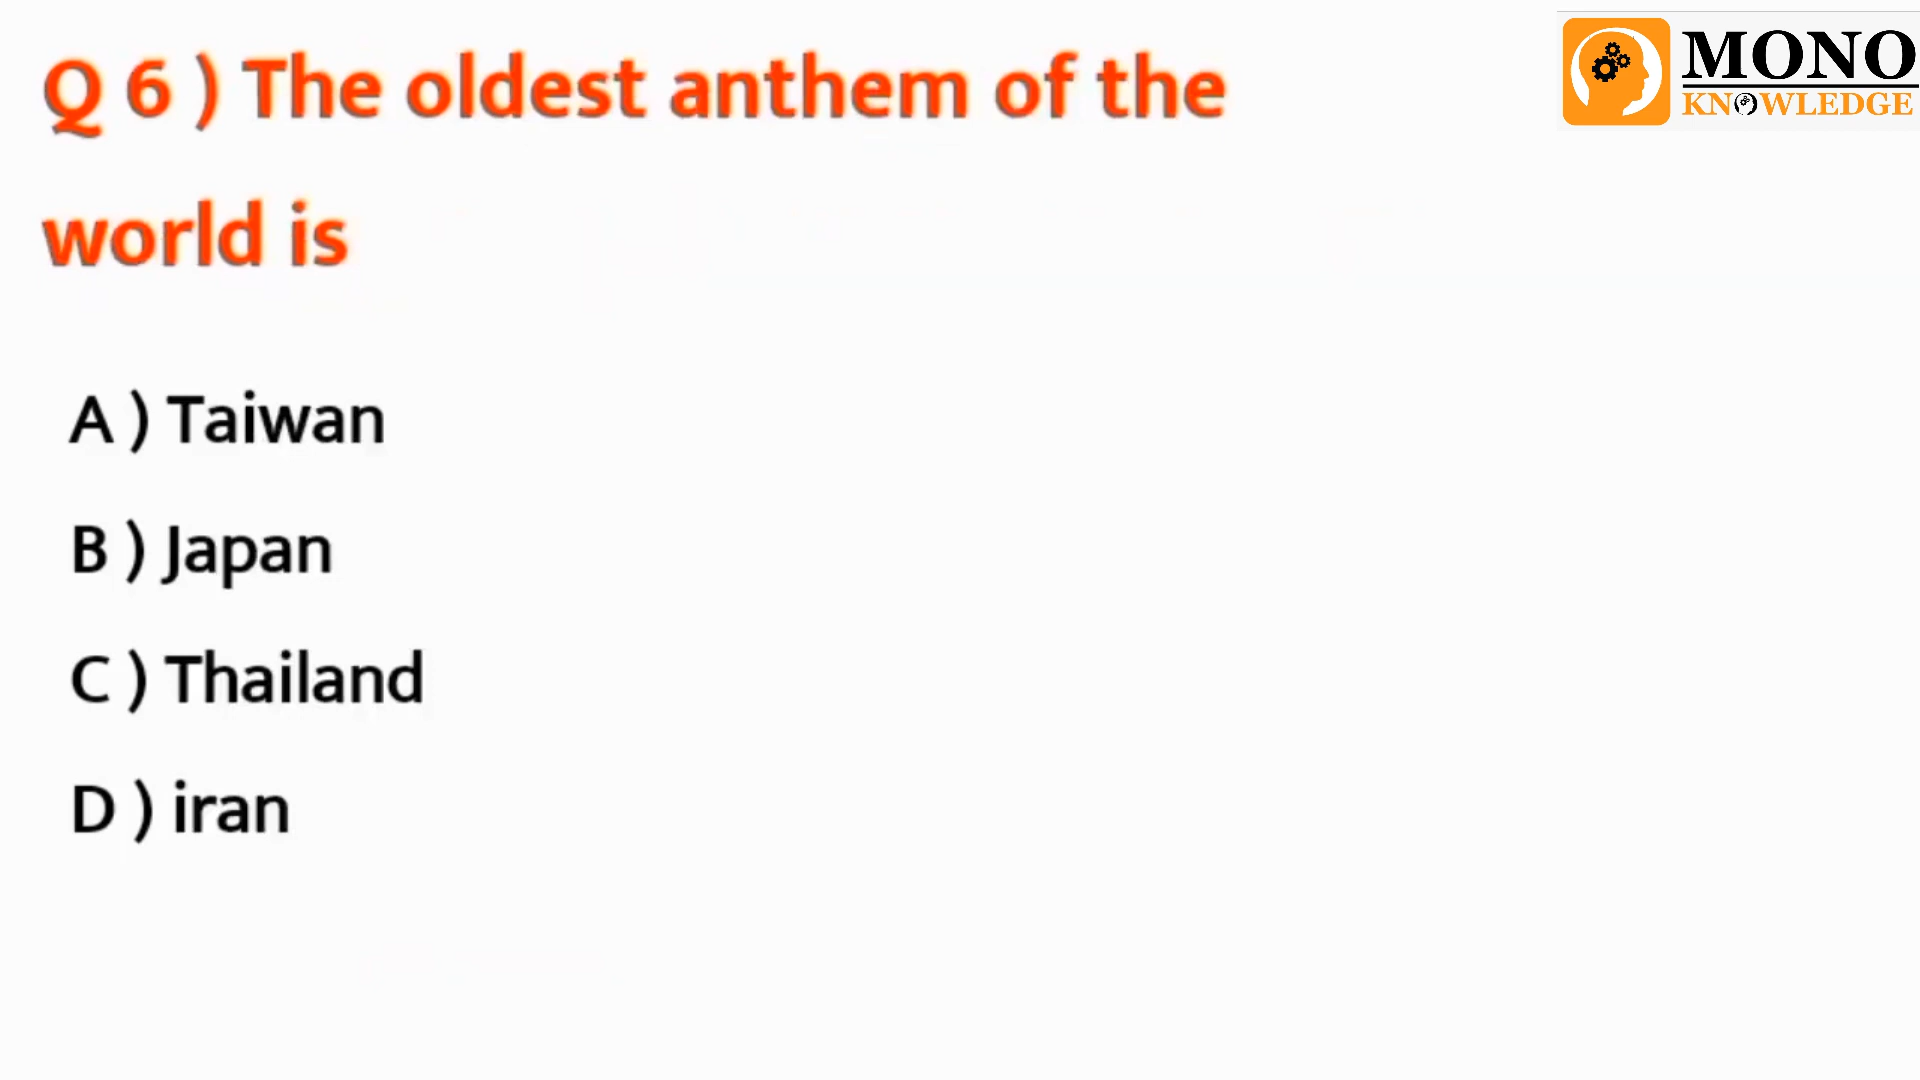 Q 6 ) The oldest anthem of the
world is
A ) Taiwan
B ) Japan
C ) Thailand
D ) iran
MONO
KNOWLEDGE